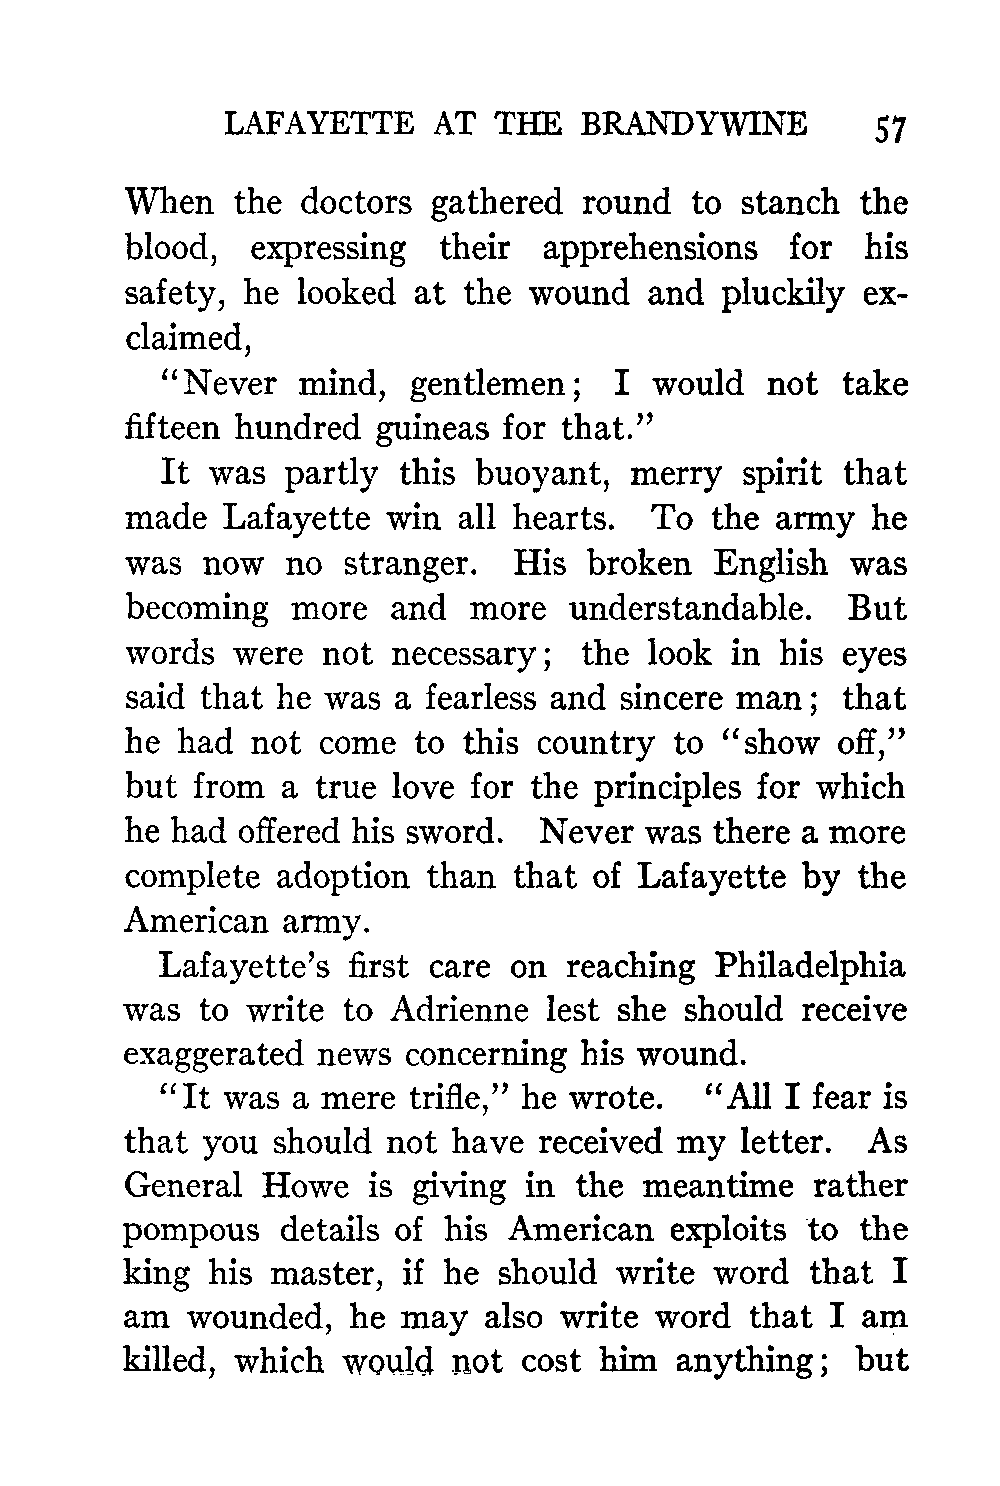 LAFAYETTE AT THE BRANDYWINE 57
When the doctors gathered round to stanch the
blood, expressing their apprehensions for his
safety, he looked at the wound and pluckily ex-
claimed,
"Never mind, gentlemen; I would not take
fifteen hundred guineas for that."
It was partly this buoyant, merry spirit that
made Lafayette win all hearts. To the army he
was now no stranger. His broken English was
becoming more and more understandable. But
words were not necessary; the look in his eyes
said that he was a fearless and sincere man; that
he had not come to this country to "show off,"
but from a true love for the principles for which
he had offered his sword. Never was there a more
complete adoption than that of Lafayette by the
American army.
Lafayette's first care on reaching Philadelphia
was to write to Adrienne lest she should receive
exaggerated news concerning his wound.
"It was a mere trifle," he wrote. "All I fear is
that you should not have received my letter. As
General Howe is giving in the meantime rather
pompous details of his American exploits to the
king his master, if he should write word that I
am wounded, he may also write word that I am
killed, which would not cost him anything; but